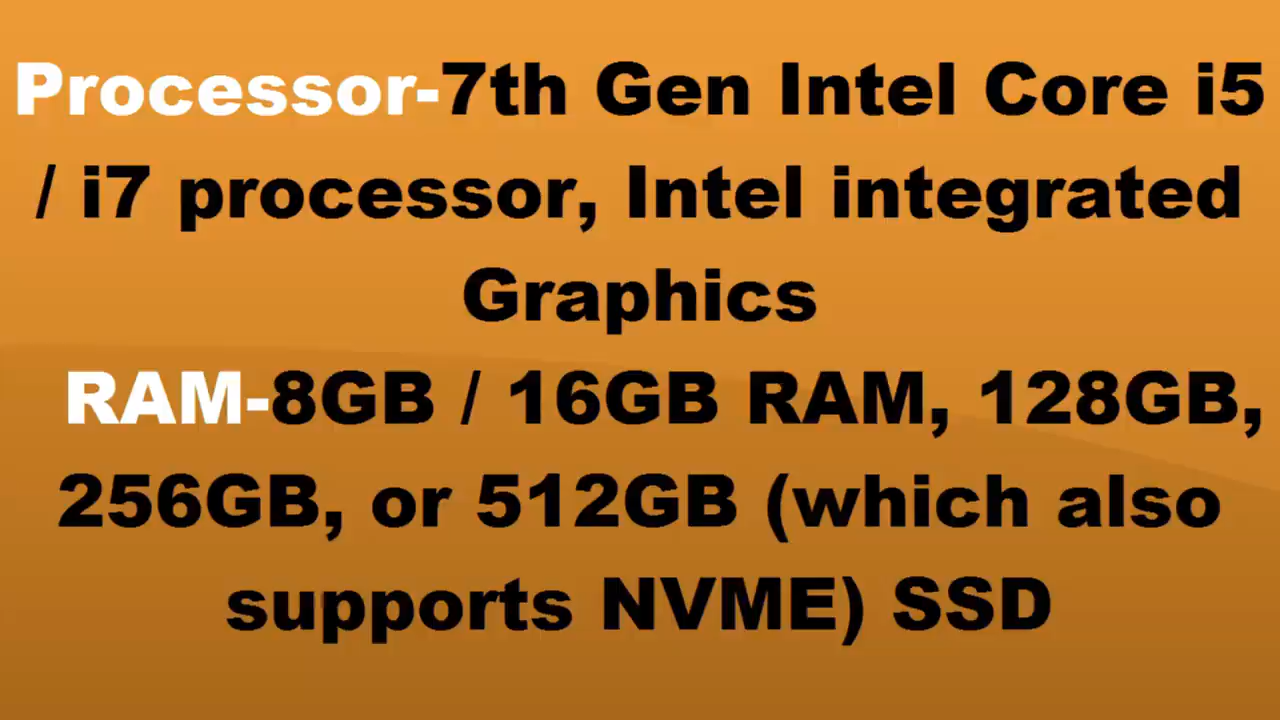 Processor-7th Gen Intel Core i5
/ i7 processor, Intel integrated
Graphics
RAM-8GB / 16GB RAM, 128GB,
256GB, or 512GB (which also
supports NVME) SSD